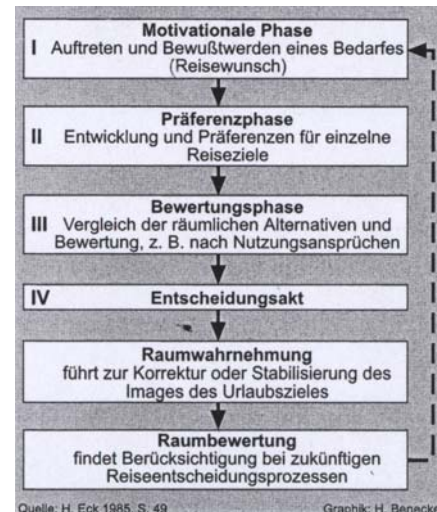 Motivationale Phase
I Auftreten und Bewußtwerden eines Bedarfes
(Reisewunsch)
Präferenzphase
II Entwicklung und Präferenzen für einzelne
Reiseziele
Bewertungsphase
III Vergleich der räumlichen Alternativen und
Bewertung, z. B. nach Nutzungsansprüchen
IV Entscheidungsakt
Raumwahrnehmung
führt zur Korrektur oder Stabilisierung des
Images des Urlaubszieles
Raumbewertung
findet Berücksichtigung bei zukünftigen
Reiseentscheidungsprozessen
Quelle: H. Eck 1985, S. 49 Graphik: H. Benecke